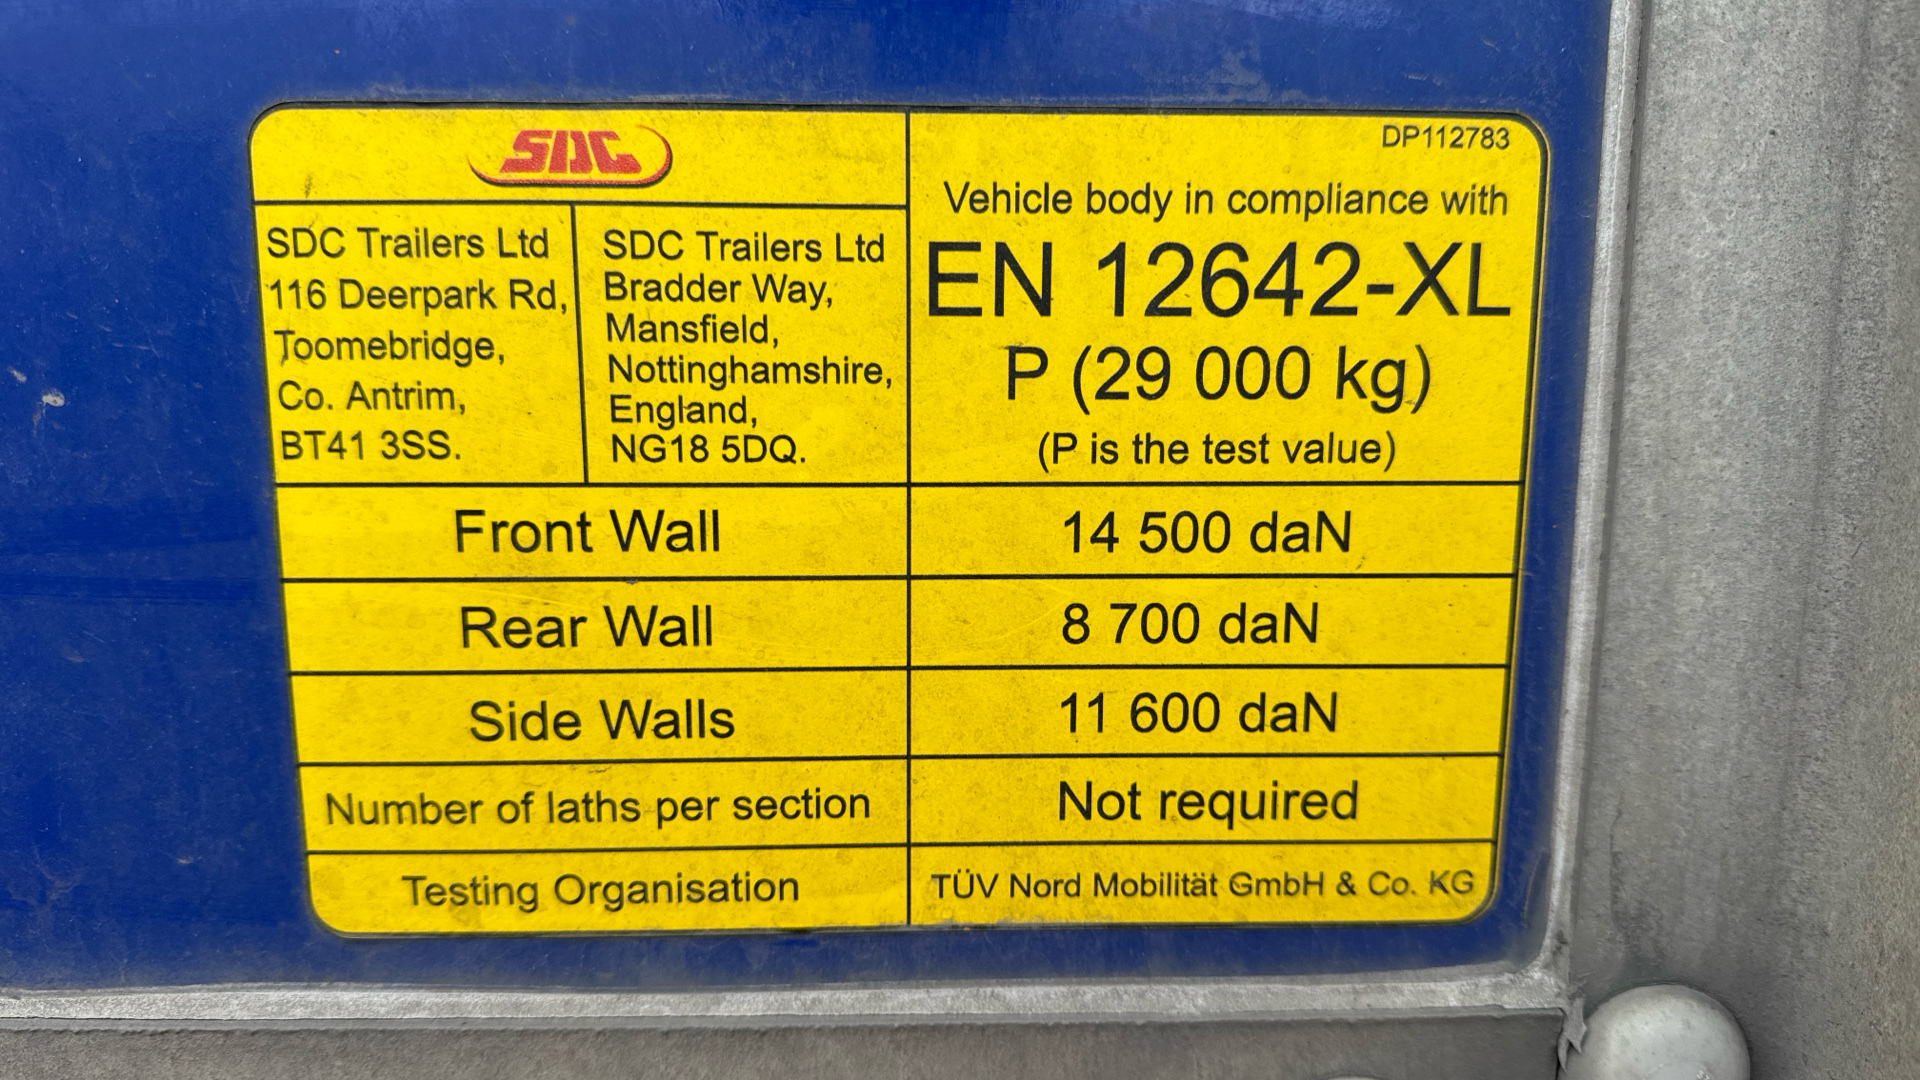 SDC
SDC Trailers Ltd
116 Deerpark Rd,
Toomebridge,
Co. Antrim,
BT41 3SS.
SDC Trailers Ltd
Bradder Way,
Mansfield,
Nottinghamshire,
England,
NG18 5DQ.
DP112783
Vehicle body in compliance with
EN 12642-XL
P (29 000 kg)
(P is the test value)
Front Wall 14 500 daN
Rear Wall 8 700 daN
Side Walls 11 600 daN
Number of laths per section Not required
Testing Organisation TÜV Nord Mobilität GmbH & Co. KG